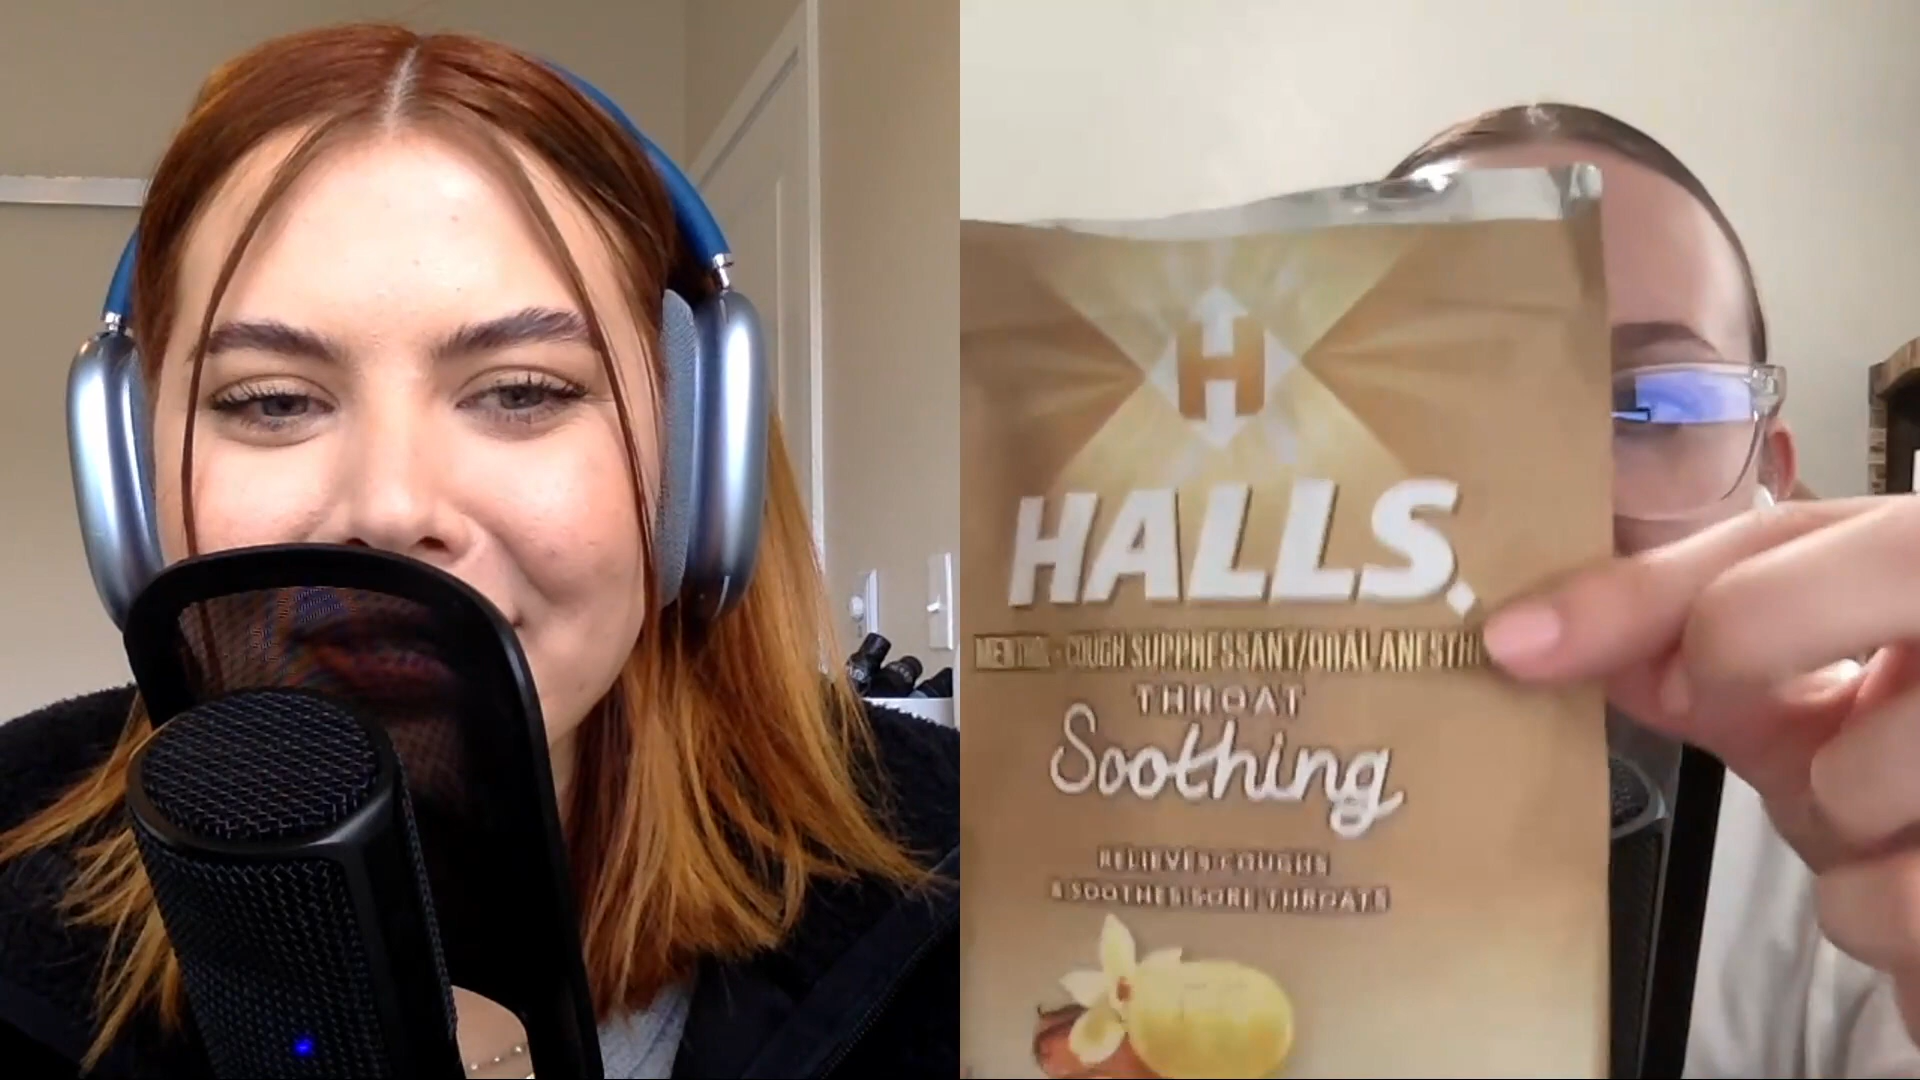 H
HALLS
MENTHOL • COUGH SUPPRESSANT/ORAL ANESTHE
THROAT
Soothing
RELIEVES COUGHS
& SOOTHES SORE THROATS